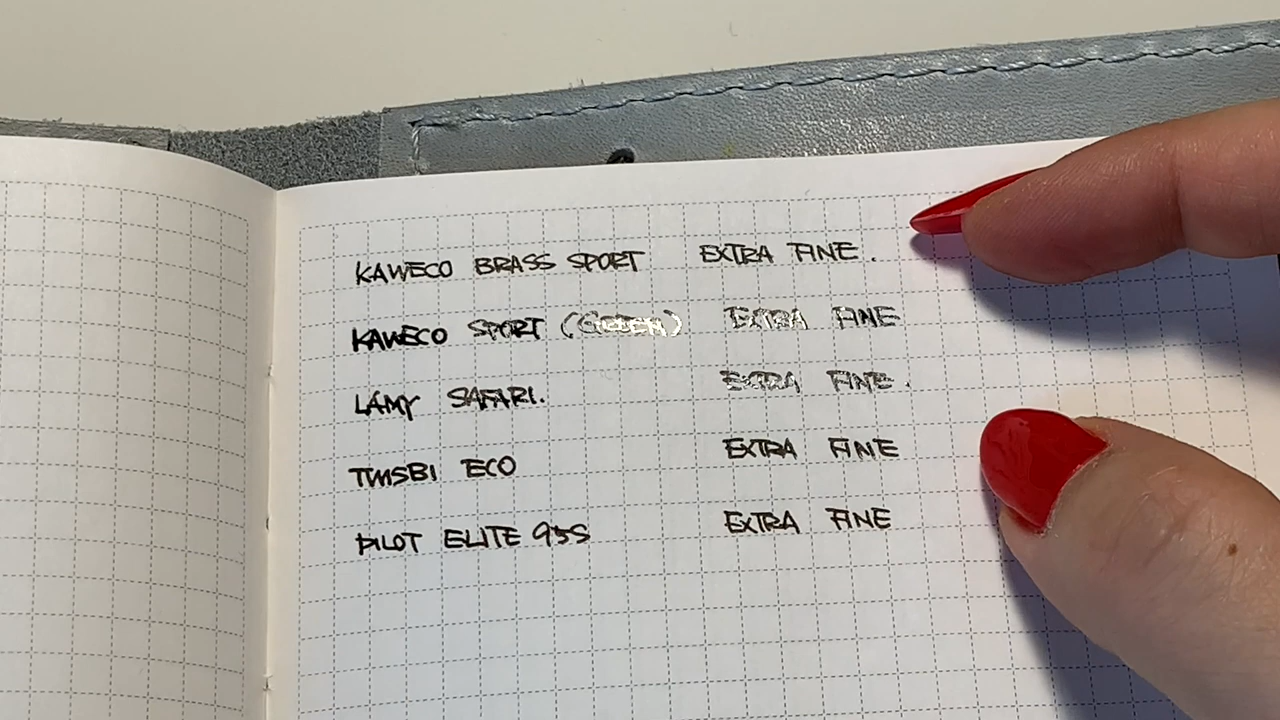 KAWECO BRASS SPORT EXTRA FINE.
KAWECO SPORT (GREEN) EXTRA FINE
LAMY SAFARI. EXTRA FINE.
TWSBI ECO EXTRA FINE
PILOT ELITE 95S EXTRA FINE